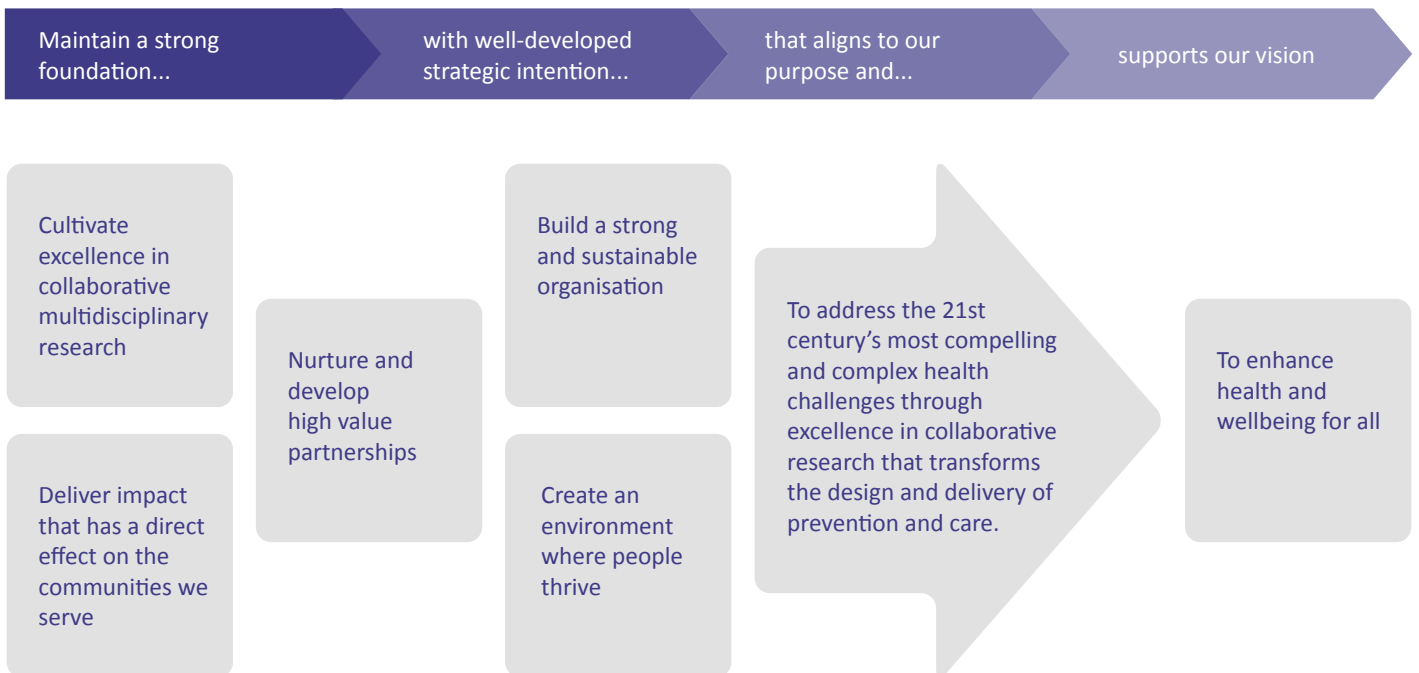 Maintain a strong
foundation...
with well-developed
strategic intention...
that aligns to our
purpose and...
supports our vision
Cultivate
excellence in
collaborative
multidisciplinary
research
Deliver impact
that has a direct
effect on the
communities we
serve
Nurture and
develop
high value
partnerships
Build a strong
and sustainable
organisation
Create an
environment
where people
thrive
To address the 21st
century’s most compelling
and complex health
challenges through
excellence in collaborative
research that transforms
the design and delivery of
prevention and care.
To enhance
health and
wellbeing for all